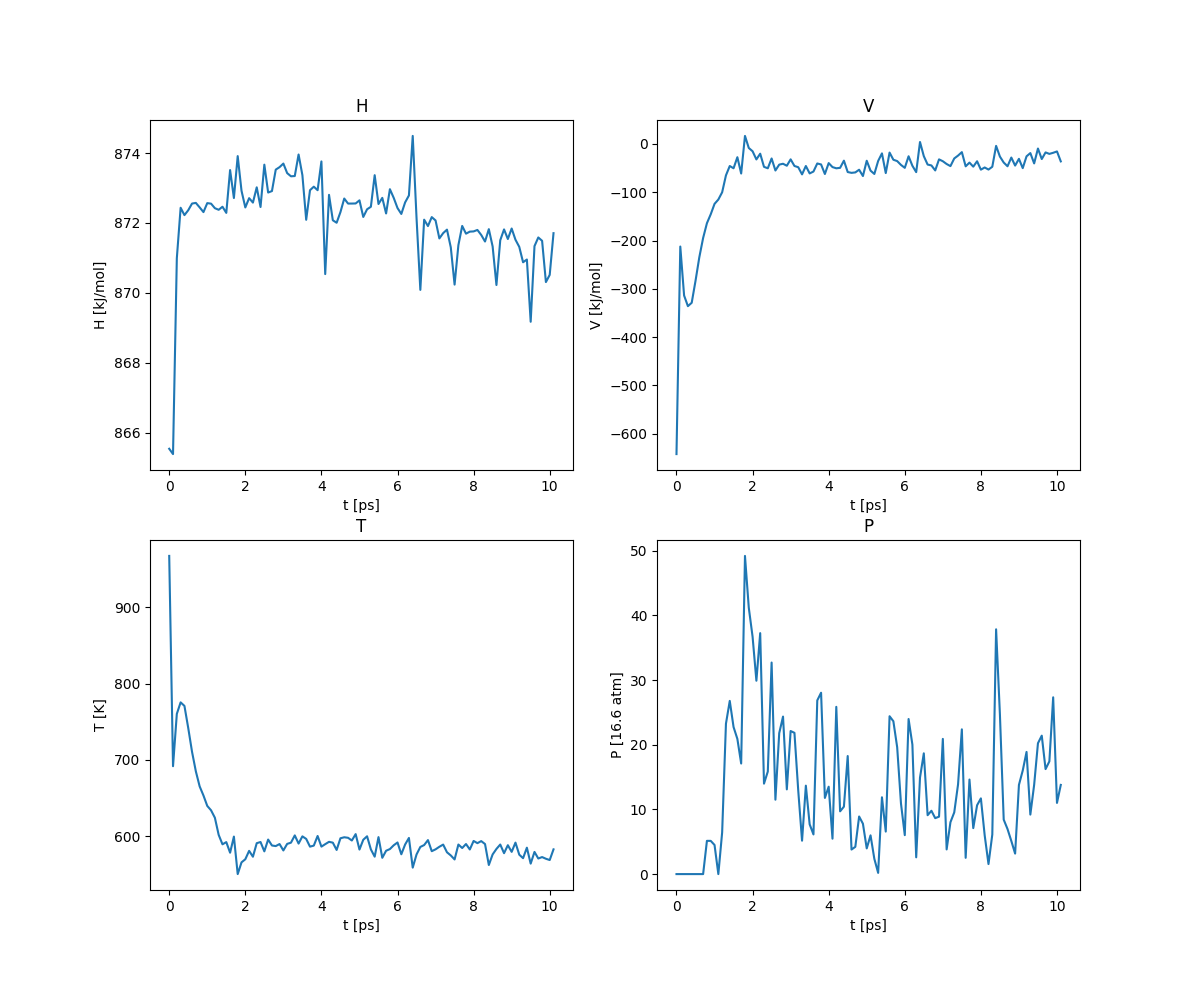 H
H [kJ/mol]
874
872
870
868
866
0 2 4 6 8 10
t [ps]
V
V [kJ/mol]
0
−100
−200
−300
−400
−500
−600
0 2 4 6 8 10
t [ps]
T
T [K]
900
800
700
600
0 2 4 6 8 10
t [ps]
P
P [16.6 atm]
50
40
30
20
10
0
0 2 4 6 8 10
t [ps]